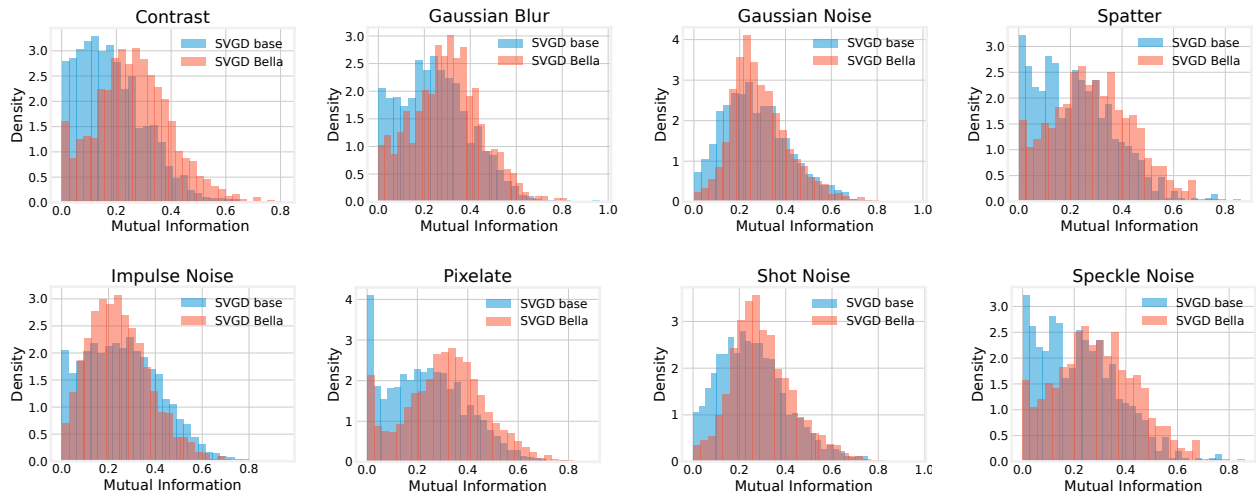 Contrast
SVGD base
SVGD Bella
3.0
2.5
2.0
1.5
1.0
0.5
0.0
Density
0.0 0.2 0.4 0.6 0.8
Mutual Information
Gaussian Blur
SVGD base
SVGD Bella
3.0
2.5
2.0
1.5
1.0
0.5
0.0
Density
0.0 0.2 0.4 0.6 0.8 1.0
Mutual Information
Gaussian Noise
SVGD base
SVGD Bella
4
3
2
1
0
Density
0.0 0.2 0.4 0.6 0.8 1.0
Mutual Information
Spatter
SVGD base
SVGD Bella
3.0
2.5
2.0
1.5
1.0
0.5
0.0
Density
0.0 0.2 0.4 0.6 0.8
Mutual Information
Impulse Noise
SVGD base
SVGD Bella
3.0
2.5
2.0
1.5
1.0
0.5
0.0
Density
0.0 0.2 0.4 0.6 0.8
Mutual Information
Pixelate
SVGD base
SVGD Bella
4
3
2
1
0
Density
0.0 0.2 0.4 0.6 0.8
Mutual Information
Shot Noise
SVGD base
SVGD Bella
3
2
1
0
Density
0.0 0.2 0.4 0.6 0.8 1.0
Mutual Information
Speckle Noise
SVGD base
SVGD Bella
3.0
2.5
2.0
1.5
1.0
0.5
0.0
Density
0.0 0.2 0.4 0.6 0.8
Mutual Information